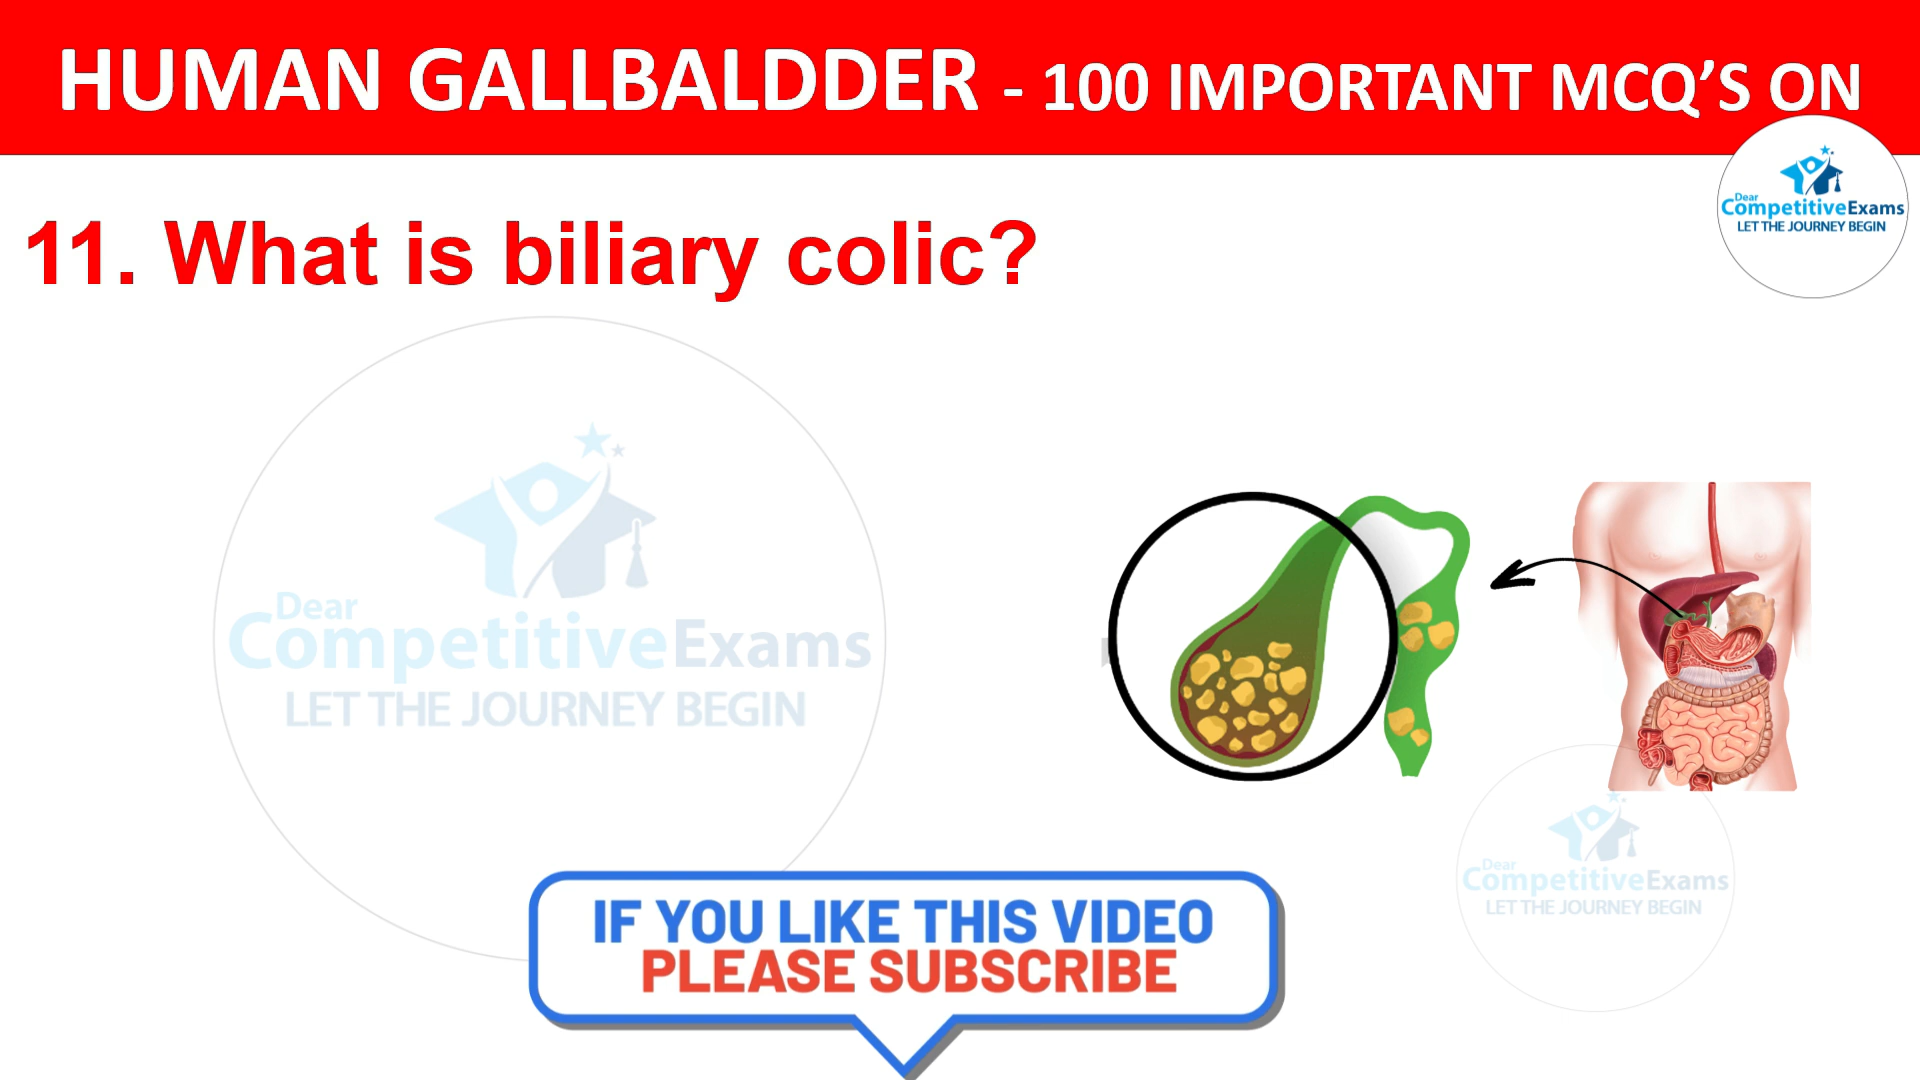 HUMAN GALLBALDDER - 100 IMPORTANT MCQ’S ON
Dear
CompetitiveExams
LET THE JOURNEY BEGIN
11. What is biliary colic?
Dear
CompetitiveExams
LET THE JOURNEY BEGIN
Dear
CompetitiveExams
LET THE JOURNEY BEGIN
IF YOU LIKE THIS VIDEO
PLEASE SUBSCRIBE